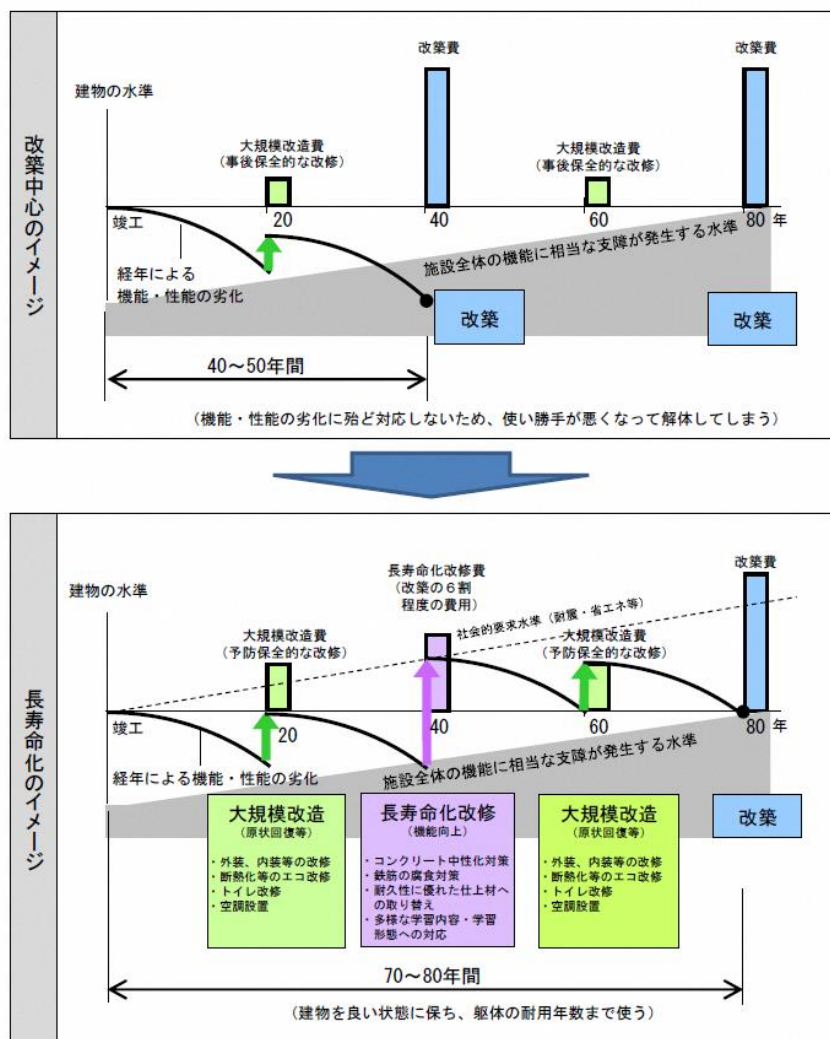 改築中心のイメージ
改築費
改築費
建物の水準
大規模改造費
（事後保全的な改修）
大規模改造費
（事後保全的な改修）
竣工
20
40
60
80 年
経年による
機能・性能の劣化
施設全体の機能に相当な支障が発生する水準
改築
改築
40～50年間
（機能・性能の劣化に殆ど対応しないため、使い勝手が悪くなって解体してしまう）
長寿命化のイメージ
建物の水準
長寿命化改修費
（改築の６割
程度の費用）
改築費
社会的要求水準（耐震・省エネ等）
大規模改造費
（予防保全的な改修）
大規模改造費
（予防保全的な改修）
竣工
20
40
60
80 年
経年による機能・性能の劣化
施設全体の機能に相当な支障が発生する水準
大規模改造
（原状回復等）
・外装、内装等の改修
・断熱化等のエコ改修
・トイレ改修
・空調設置
長寿命化改修
（機能向上）
・コンクリート中性化対策
・鉄筋の腐食対策
・耐久性に優れた仕上材へ
の取り替え
・多様な学習内容・学習
形態への対応
大規模改造
（原状回復等）
・外装、内装等の改修
・断熱化等のエコ改修
・トイレ改修
・空調設置
改築
70～80年間
（建物を良い状態に保ち、躯体の耐用年数まで使う）